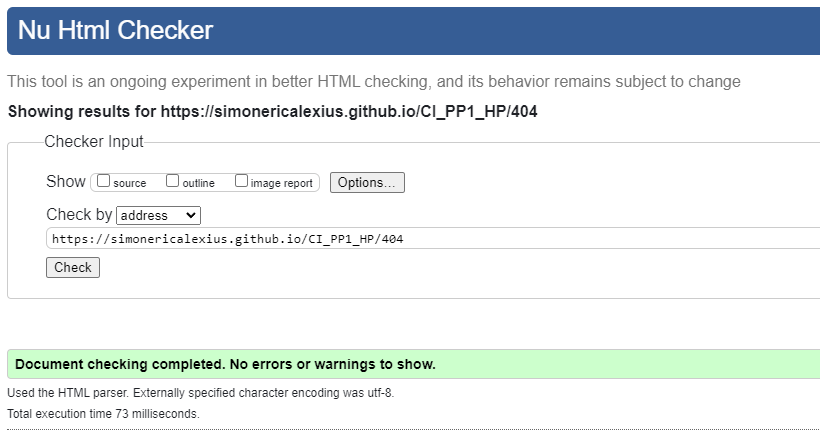 Nu Html Checker
This tool is an ongoing experiment in better HTML checking, and its behavior remains subject to change
Showing results for https://simonericalexius.github.io/CI_PP1_HP/404
Checker Input
Show source outline image report Options...
Check by address
https://simonericalexius.github.io/CI_PP1_HP/404
Check
Document checking completed. No errors or warnings to show.
Used the HTML parser. Externally specified character encoding was utf-8.
Total execution time 73 milliseconds.